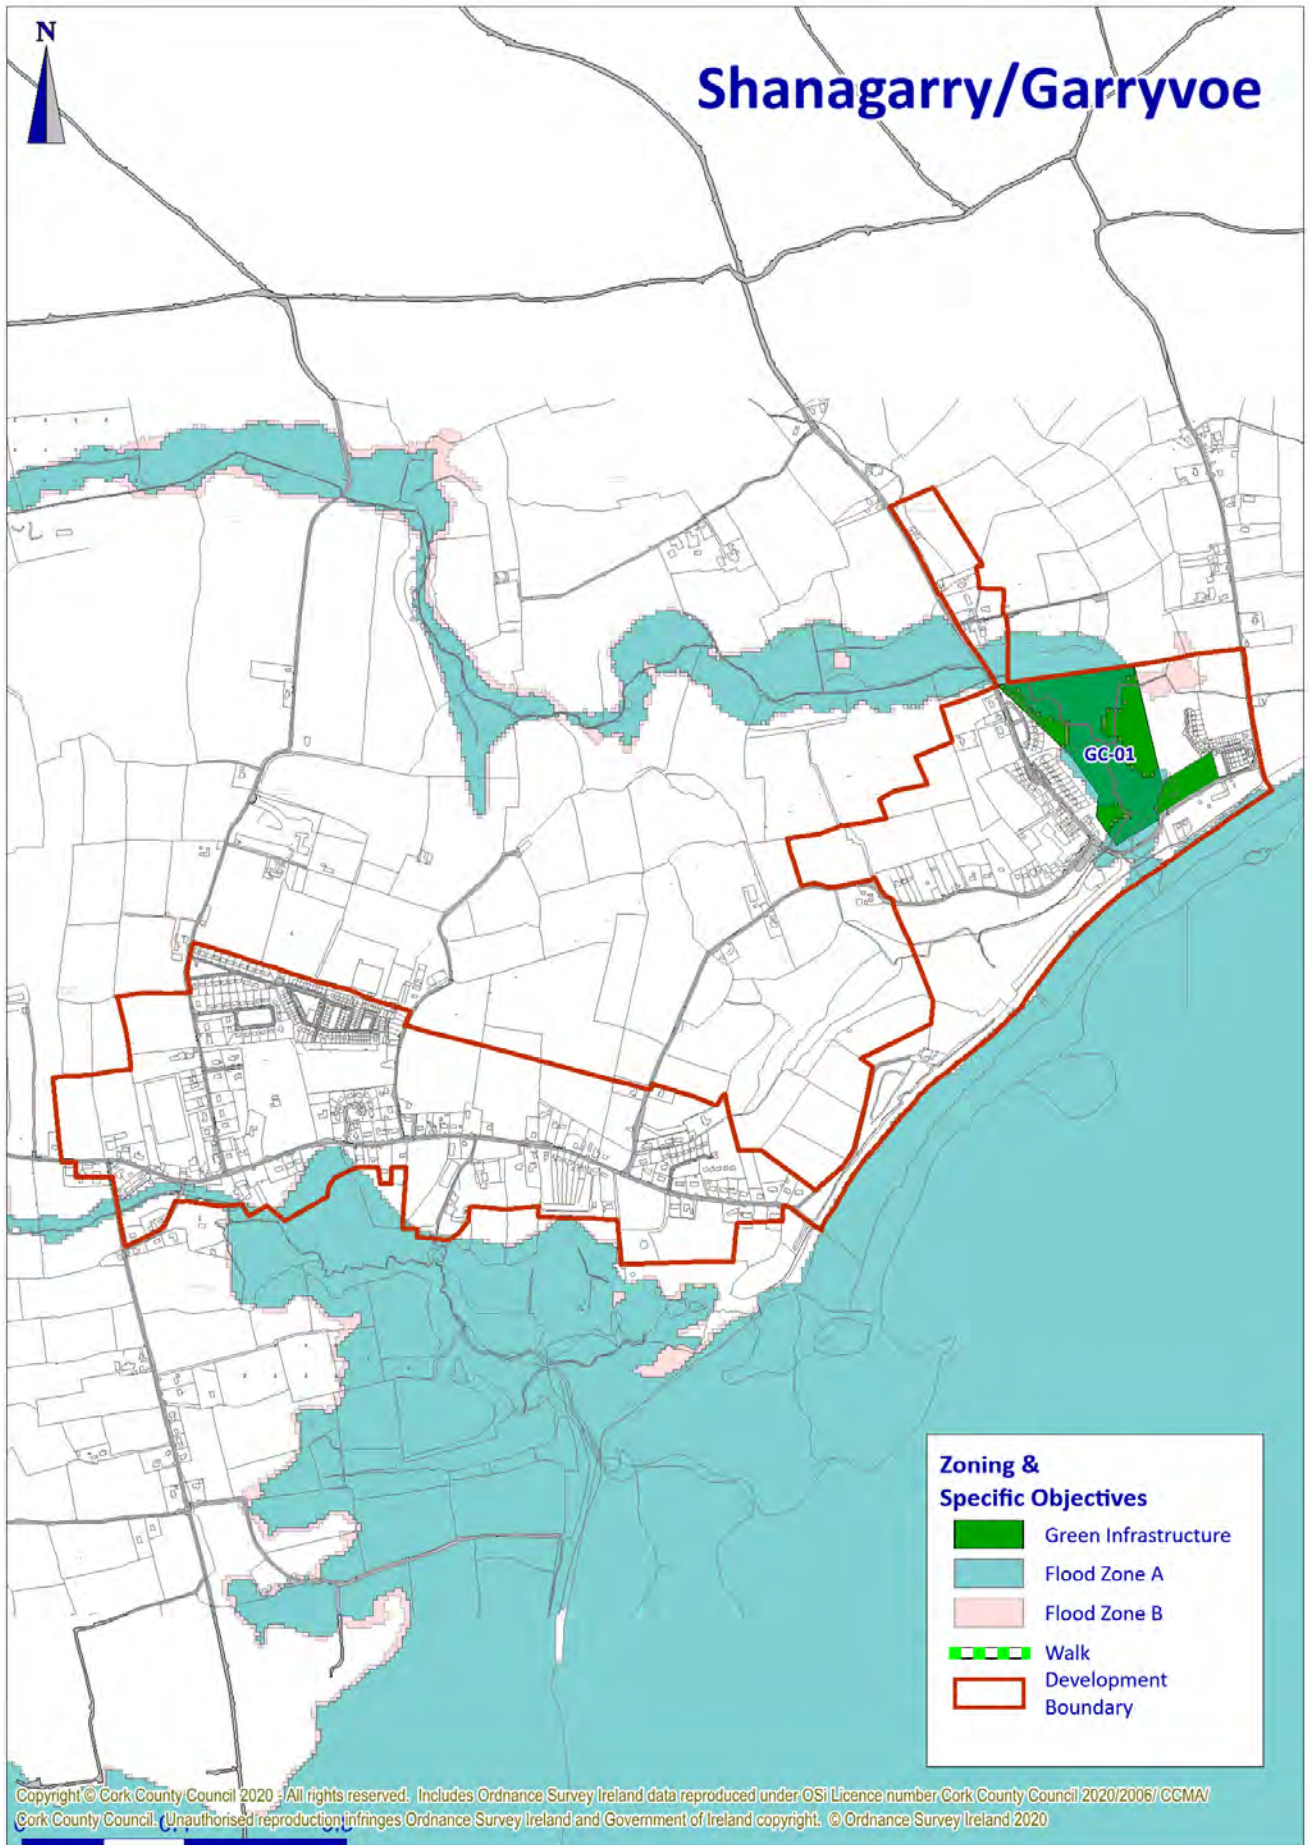 N
Shanagarry/Garryvoe
GC-01
Zoning &
Specific Objectives
Green Infrastructure
Flood Zone A
Flood Zone B
Walk
Development
Boundary
Copyright © Cork County Council 2020 - All rights reserved. Includes Ordnance Survey Ireland data reproduced under OSi Licence number Cork County Council 2020/2006/ CCMA/
Cork County Council. Unauthorised reproduction infringes Ordnance Survey Ireland and Government of Ireland copyright. © Ordnance Survey Ireland 2020